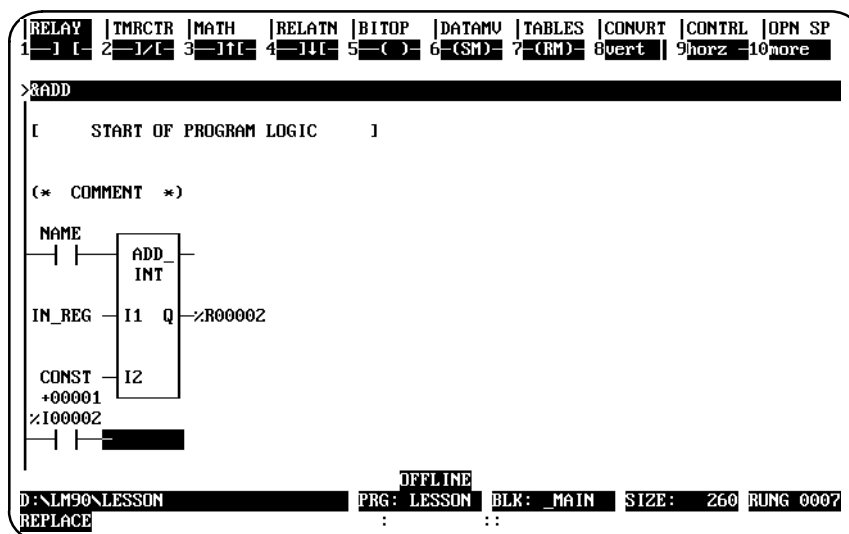 RELAY |TMRCTR |MATH |RELATN |BITOP |DATAMV |TABLES |CONVRT |CONTRL |OPN SP
1—] [— 2—]/[— 3—]↑[— 4—]↓[— 5—( )— 6—(SM)— 7—(RM)— 8vert | 9horz —10more
>&ADD
[ START OF PROGRAM LOGIC ]
(* COMMENT *)
NAME
ADD_
INT
IN_REG I1 Q %R00002
CONST I2
+00001
%I00002
OFFLINE
D:\LM90\LESSON PRG: LESSON BLK: _MAIN SIZE: 260 RUNG 0007
REPLACE : ::